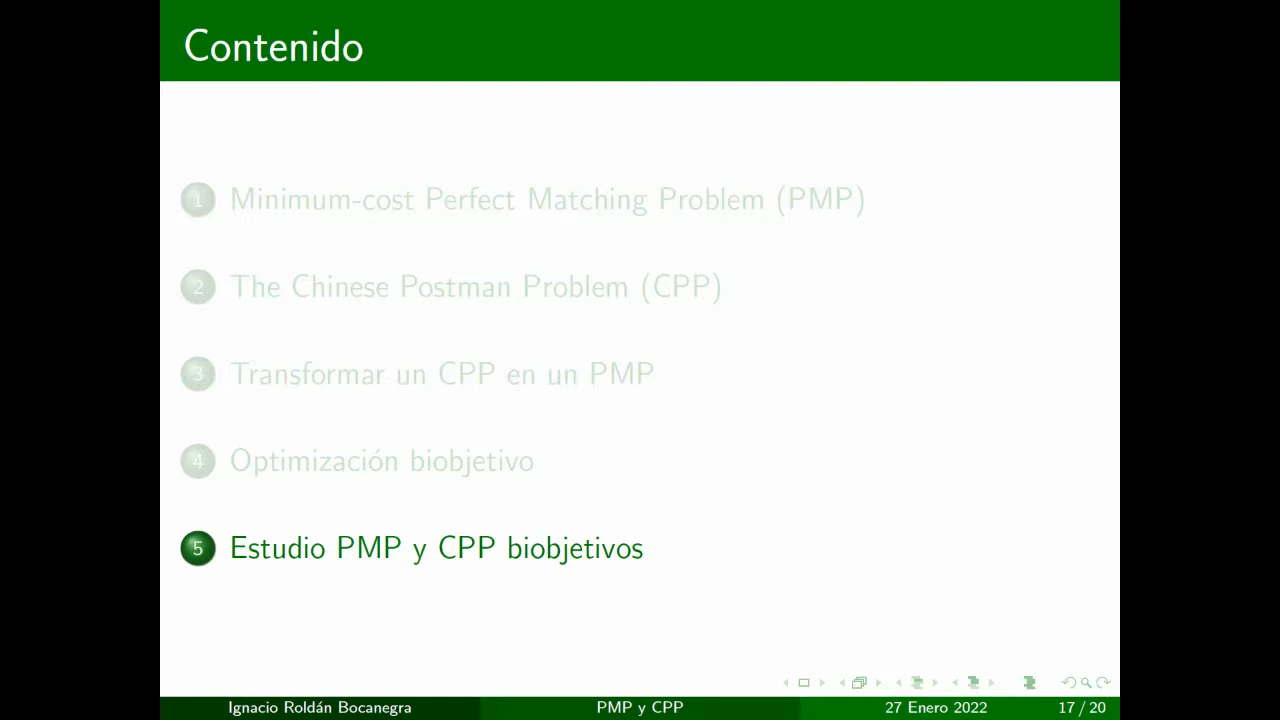 Contenido
1 Minimum-cost Perfect Matching Problem (PMP)
2 The Chinese Postman Problem (CPP)
3 Transformar un CPP en un PMP
4 Optimización biobjetivo
5 Estudio PMP y CPP biobjetivos
Ignacio Roldán Bocanegra PMP y CPP 27 Enero 2022 17 / 20